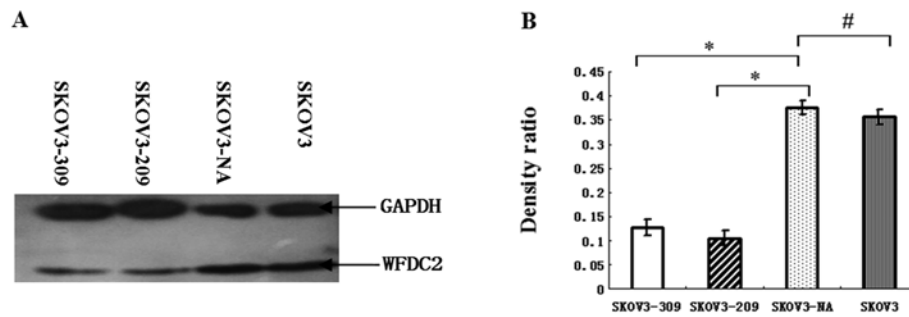 A
SKOV3-309
SKOV3-209
SKOV3-NA
SKOV3
GAPDH
WFDC2
B
#
*
*
0.45
0.4
0.35
0.3
0.25
0.2
0.15
0.1
0.05
0
Density ratio
SKOV3-309 SKOV3-209 SKOV3-NA SKOV3